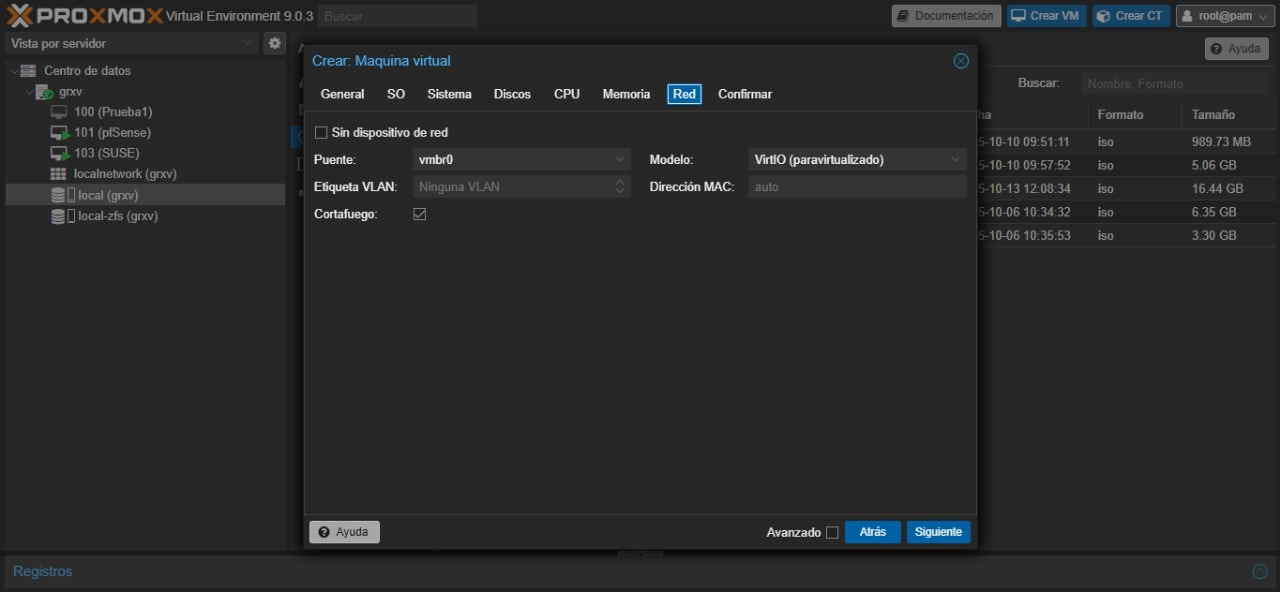 PROXMOX Virtual Environment 9.0.3 Buscar Documentación Crear VM Crear CT root@pam
Vista por servidor Ayuda
Centro de datos
grxv
100 (Prueba1)
101 (pfSense)
103 (SUSE)
localnetwork (grxv)
local (grxv)
local-zfs (grxv)
Crear: Maquina virtual
General SO Sistema Discos CPU Memoria Red Confirmar
Sin dispositivo de red
Puente: vmbr0 Modelo: VirtIO (paravirtualizado)
Etiqueta VLAN: Ninguna VLAN Dirección MAC: auto
Cortafuego:
Ayuda Avanzado Atrás Siguiente
Buscar: Nombre, Formato
ha Formato Tamaño
5-10-10 09:51:11 iso 989.73 MB
5-10-10 09:57:52 iso 5.06 GB
5-10-13 12:08:34 iso 16.44 GB
5-10-06 10:34:32 iso 6.35 GB
5-10-06 10:35:53 iso 3.30 GB
Registros